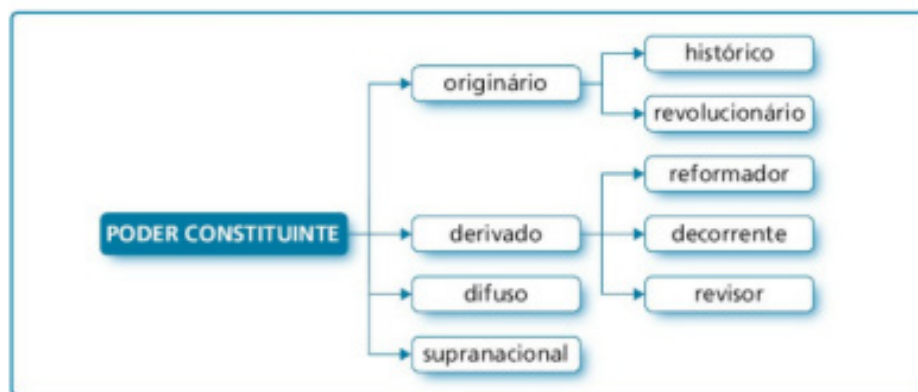 PODER CONSTITUINTE
originário
histórico
revolucionário
derivado
reformador
decorrente
revisor
difuso
supranacional